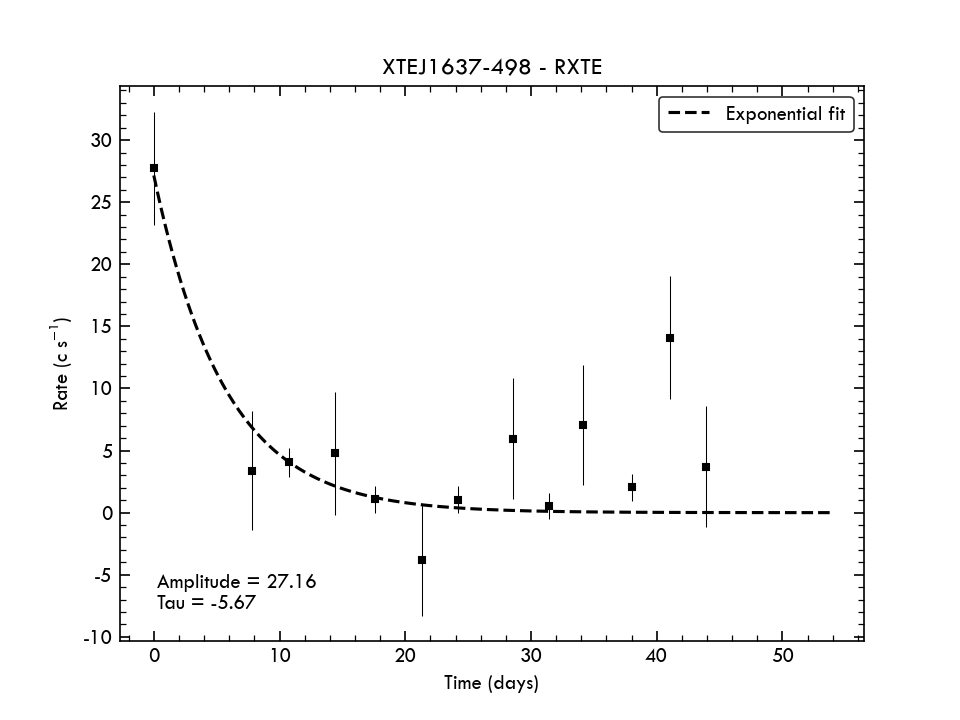 XTEJ1637-498 - RXTE
Exponential fit
Rate (c s⁻¹)
30
25
20
15
10
5
0
-5
-10
Amplitude = 27.16
Tau = -5.67
0 10 20 30 40 50
Time (days)